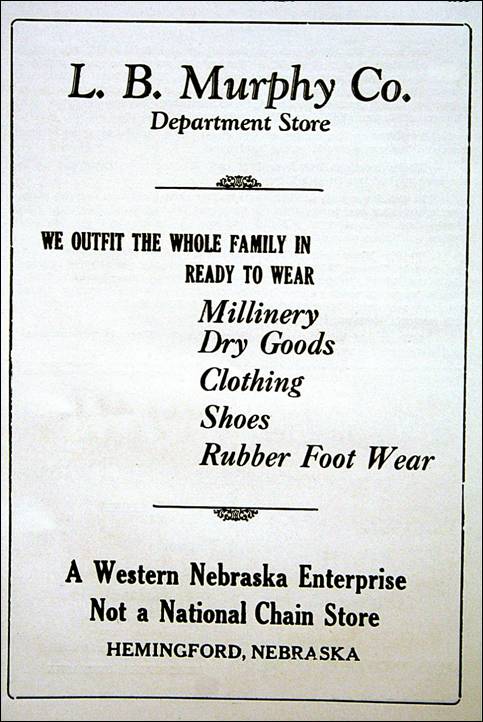 L. B. Murphy Co.
Department Store
WE OUTFIT THE WHOLE FAMILY IN
READY TO WEAR
Millinery
Dry Goods
Clothing
Shoes
Rubber Foot Wear
A Western Nebraska Enterprise
Not a National Chain Store
HEMINGFORD, NEBRASKA